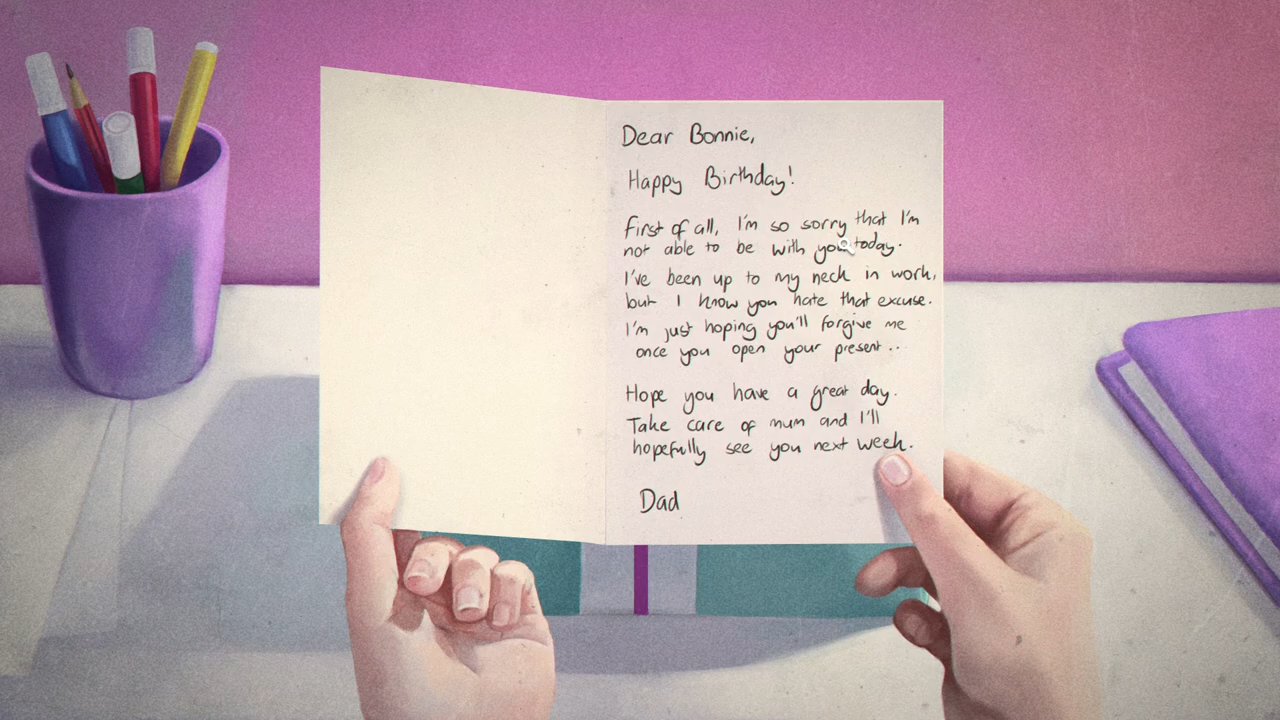 Dear Bonnie,
Happy Birthday!
First of all, I'm so sorry that I'm
not able to be with you today.
I've been up to my neck in work,
but I know you hate that excuse.
I'm just hoping you'll forgive me
once you open your present...
Hope you have a great day.
Take care of mum and I'll
hopefully see you next week.
Dad